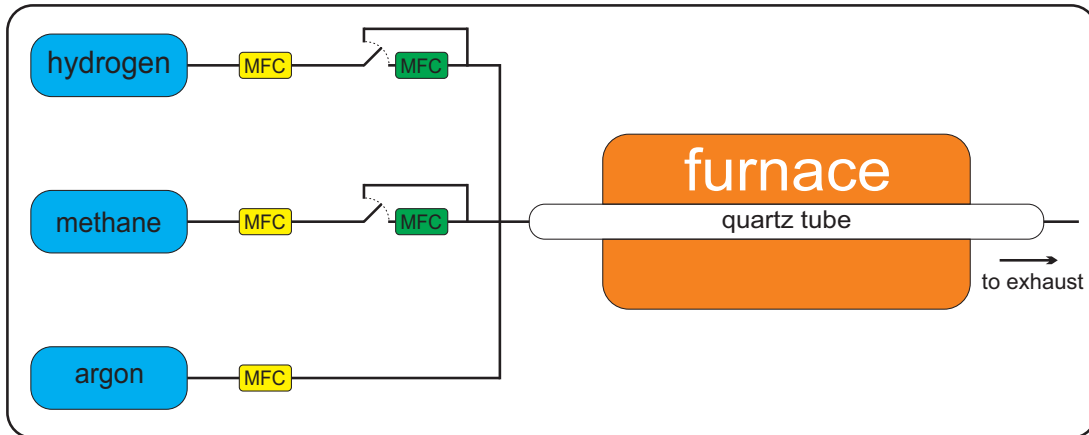 hydrogen
MFC
MFC
furnace
methane
MFC
MFC
quartz tube
to exhaust
argon
MFC